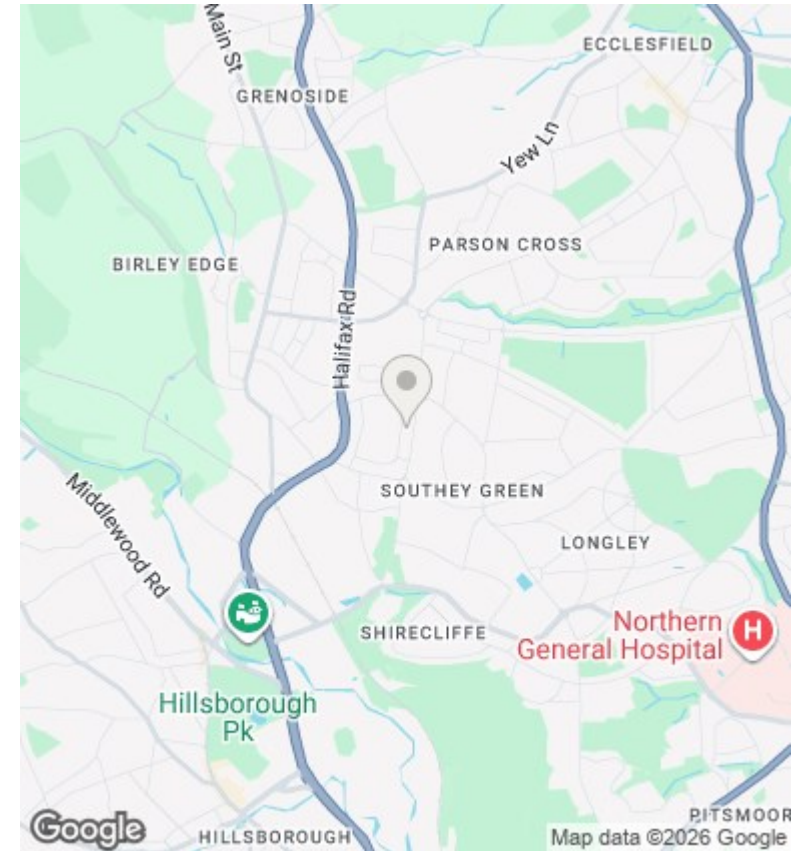 Main St
ECCLESFIELD
GRENOSIDE
Yew Ln
PARSON CROSS
BIRLEY EDGE
Halifax Rd
SOUTHEY GREEN
Middlewood Rd
LONGLEY
Northern
General Hospital
H
SHIRECLIFFE
Hillsborough
Pk
PITSMOOR
Google
HILLSBOROUGH
Map data ©2026 Google